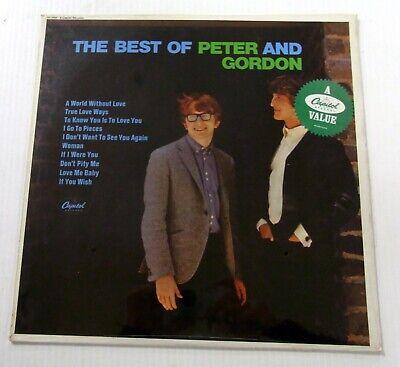 THE BEST OF PETER AND
GORDON
A World Without Love
True Love Ways
To Know You Is To Love You
I Go To Pieces
I Don't Want To See You Again
Woman
If I Were You
Don't Pity Me
Love Me Baby
If You Wish
Capitol
RECORDS
A
Capitol
VALUE